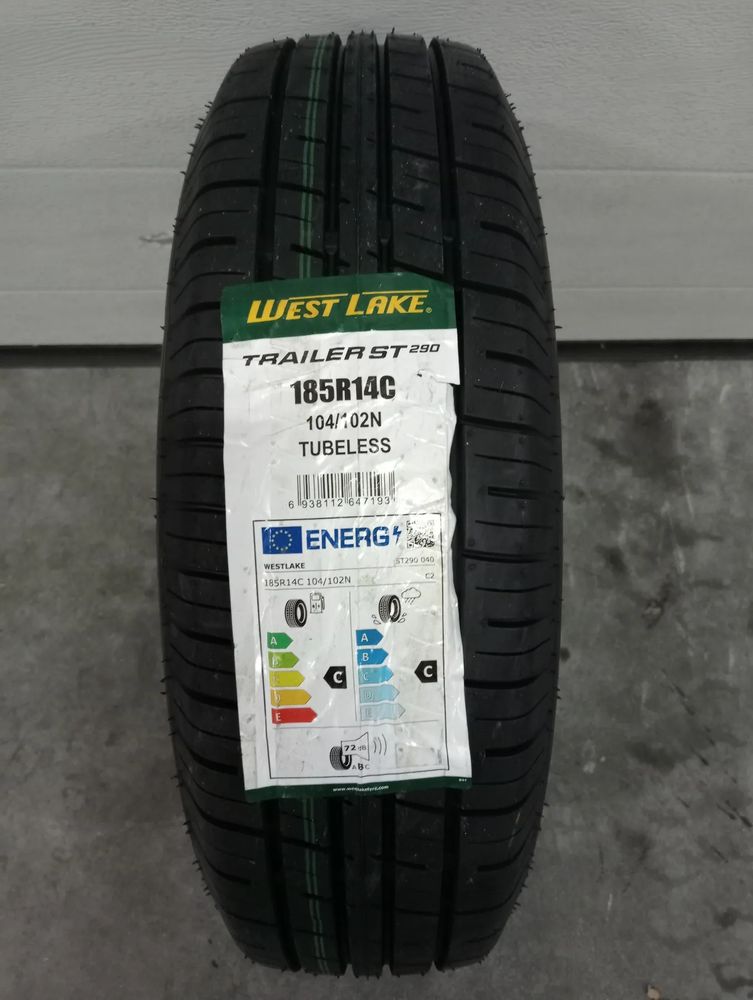 WEST LAKE®
TRAILER ST 290
185R14C
104/102N
TUBELESS
6 938112 647193
ENERG
WESTLAKE ST290 040
185R14C 104/102N C2
A A
B B
C C C C
D D
E E
72 dB
ABC